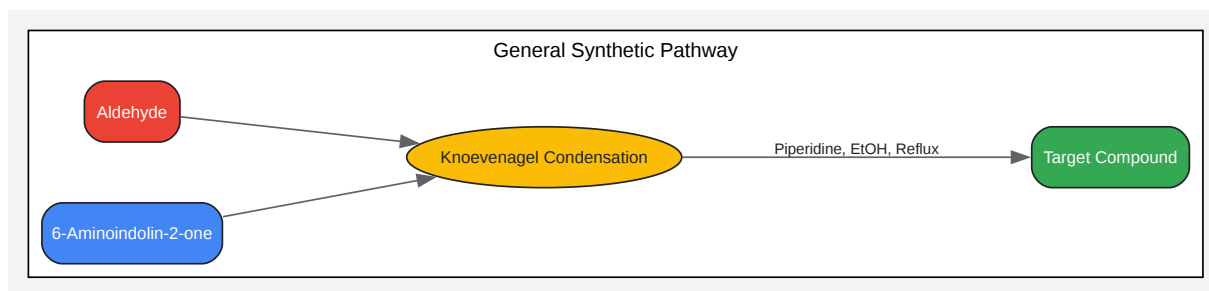 General Synthetic Pathway
Aldehyde
Knoevenagel Condensation
Piperidine, EtOH, Reflux
Target Compound
6-Aminoindolin-2-one